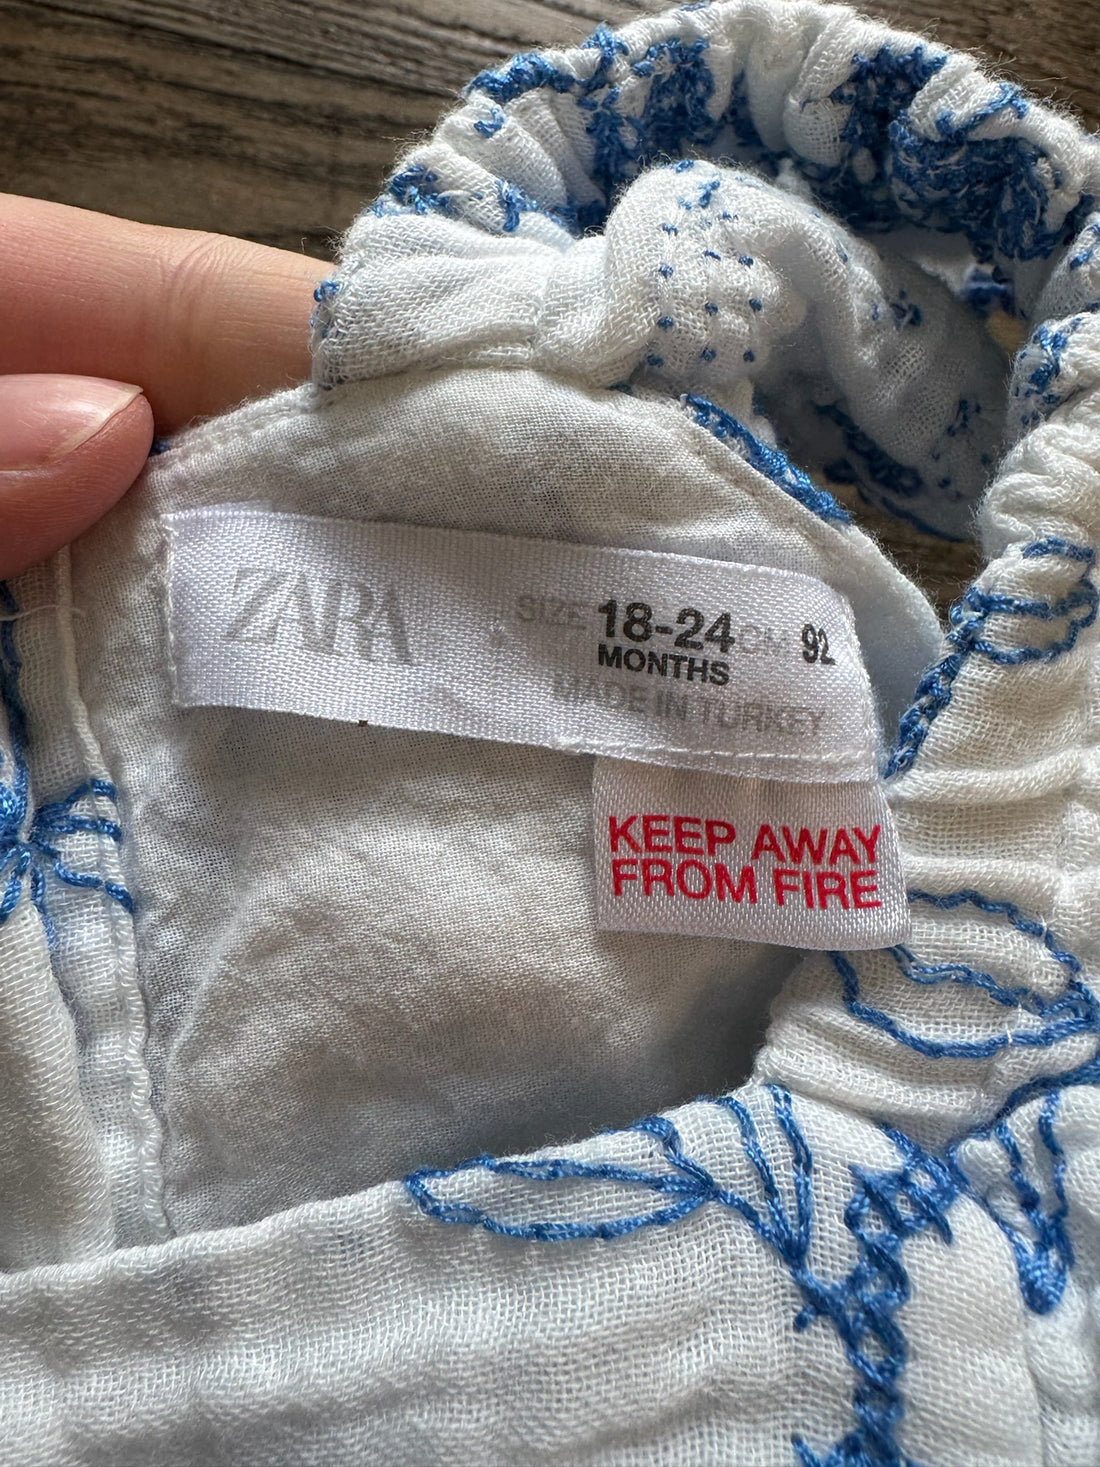 ZARA
SIZE 18-24 CM 92
MONTHS
MADE IN TURKEY
KEEP AWAY
FROM FIRE